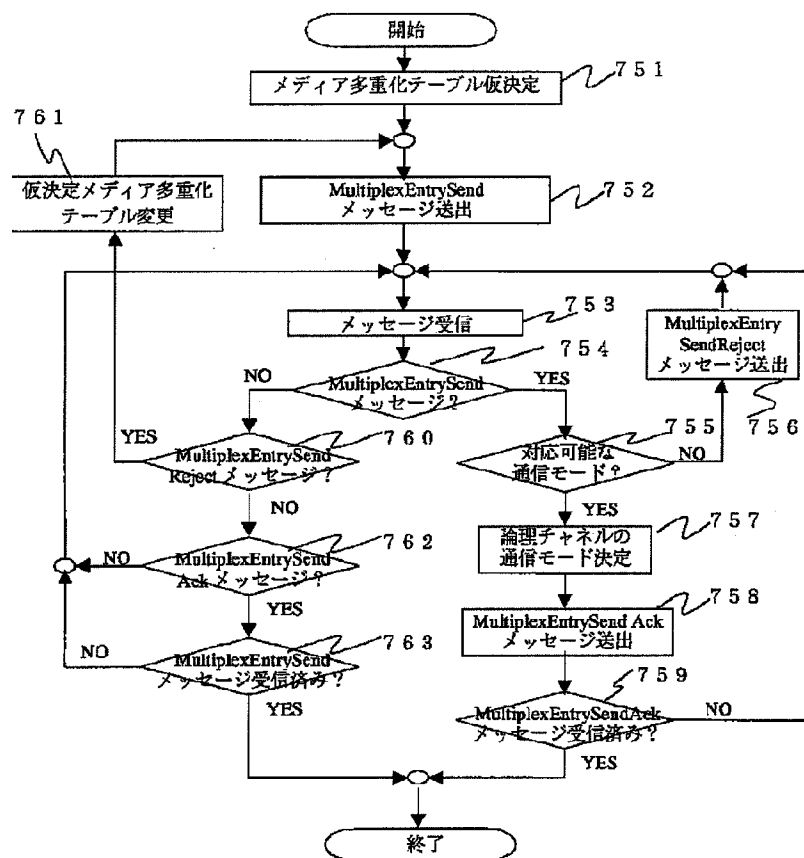 開始
751
メディア多重化テーブル仮決定
761
仮決定メディア多重化
テーブル変更
MultiplexEntrySend
メッセージ送出
752
753
メッセージ受信
MultiplexEntry
SendReject
メッセージ送出
756
754
NO
MultiplexEntrySend
メッセージ？
YES
YES
760
MultiplexEntrySend
Reject メッセージ？
755
対応可能な
通信モード？
NO
NO
YES
757
論理チャネルの
通信モード決定
762
NO
MultiplexEntrySend
Ack メッセージ？
YES
758
MultiplexEntrySend Ack
メッセージ送出
763
NO
MultiplexEntrySend
メッセージ受信済み？
YES
759
MultiplexEntrySendAck
メッセージ受信済み？
NO
YES
終了